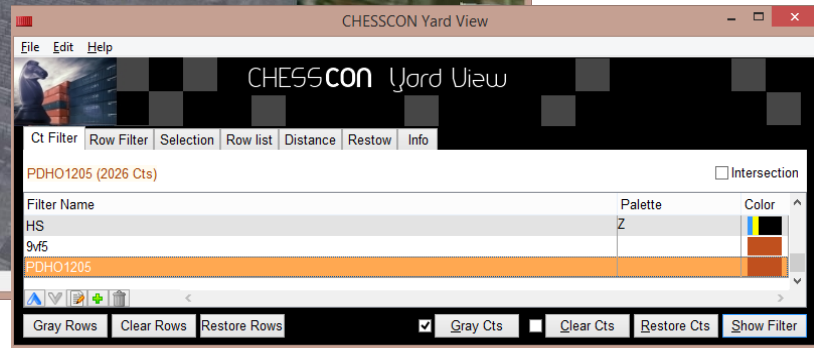 CHESSCON Yard View
File Edit Help
CHESSCON Yard View
Ct Filter Row Filter Selection Row list Distance Restow Info
PDHO1205 (2026 Cts) Intersection
Filter Name Palette Color
HS Z
9vf5
PDHO1205
Gray Rows Clear Rows Restore Rows Gray Cts Clear Cts Restore Cts Show Filter